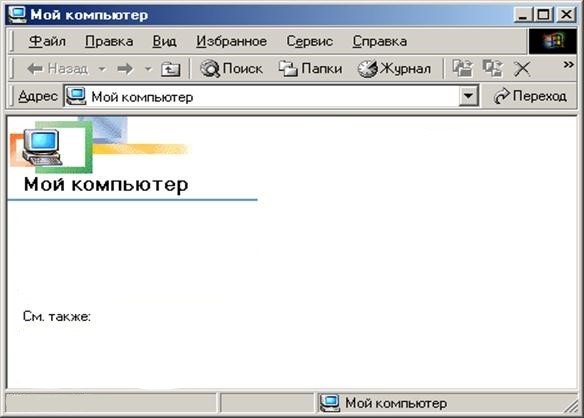 Мой компьютер
Файл Правка Вид Избранное Сервис Справка
Назад Поиск Папки Журнал »
Адрес Мой компьютер Переход
Мой компьютер
См. также:
Мой компьютер